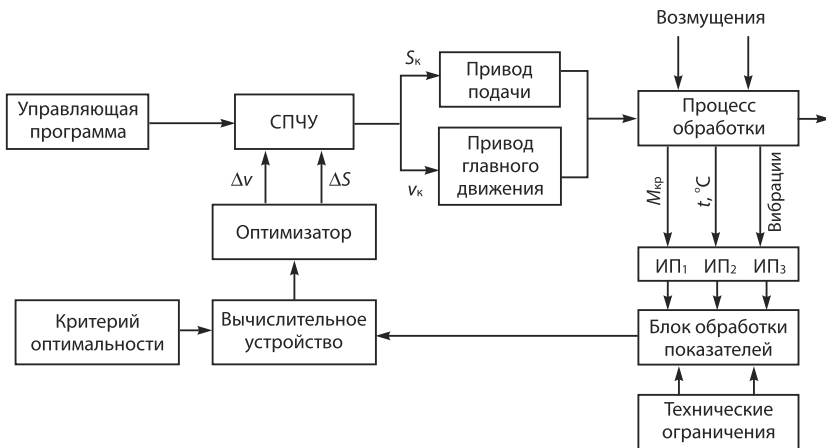 Возмущения
Sк
Привод
подачи
Управляющая
программа
СПЧУ
Процесс
обработки
Привод
главного
движения
vк
Δv
ΔS
Mкр
t, °C
Вибрации
Оптимизатор
ИП1 ИП2 ИП3
Критерий
оптимальности
Вычислительное
устройство
Блок обработки
показателей
Технические
ограничения